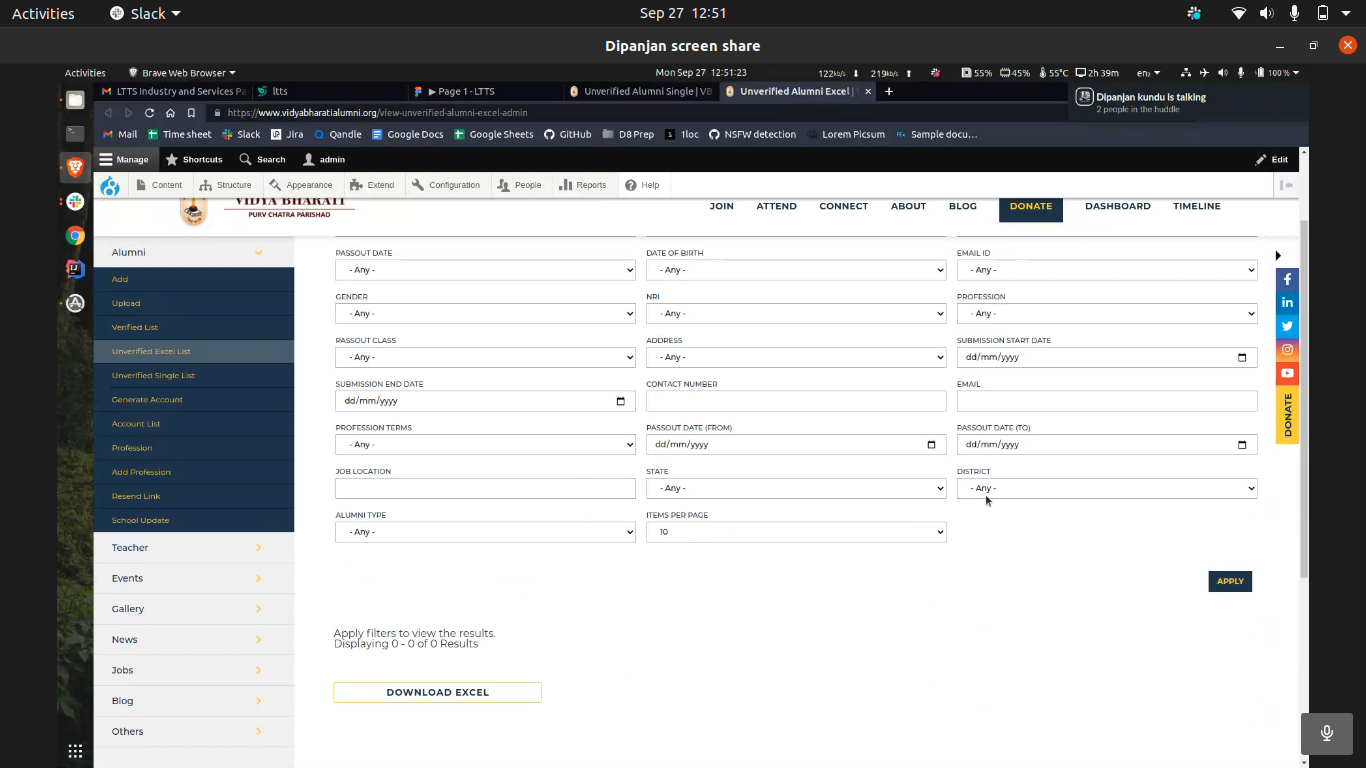 Activities
Slack
Sep 27 12:51
Dipanjan screen share
Activities
Brave Web Browser
Mon Sep 27 12:51:23
122kb/s
219kb/s
55%
45%
55°C
2h 39m
en2
100 %
LTTS Industry and Services Pa
ltts
Page 1 - LTTS
Unverified Alumni Single | VB
Unverified Alumni Excel | V
Dipanjan kundu is talking
2 people in the huddle
https://www.vidyabharatialumni.org/view-unverified-alumni-excel-admin
Mail
Time sheet
Slack
Jira
Qandle
Google Docs
Google Sheets
GitHub
D8 Prep
1loc
NSFW detection
Lorem Picsum
Sample docu...
Manage
Shortcuts
Search
admin
Edit
Content
Structure
Appearance
Extend
Configuration
People
Reports
Help
VIDYA BHARATI
PURV CHATRA PARISHAD
JOIN
ATTEND
CONNECT
ABOUT
BLOG
DONATE
DASHBOARD
TIMELINE
Alumni
Add
Upload
Verified List
Unverified Excel List
Unverified Single List
Generate Account
Account List
Profession
Add Profession
Resend Link
School Update
Teacher
Events
Gallery
News
Jobs
Blog
Others
PASSOUT DATE
DATE OF BIRTH
EMAIL ID
- Any -
- Any -
- Any -
GENDER
NRI
PROFESSION
- Any -
- Any -
- Any -
PASSOUT CLASS
ADDRESS
SUBMISSION START DATE
- Any -
- Any -
dd/mm/yyyy
SUBMISSION END DATE
CONTACT NUMBER
EMAIL
dd/mm/yyyy
PROFESSION TERMS
PASSOUT DATE (FROM)
PASSOUT DATE (TO)
- Any -
dd/mm/yyyy
dd/mm/yyyy
JOB LOCATION
STATE
DISTRICT
- Any -
- Any -
ALUMNI TYPE
ITEMS PER PAGE
- Any -
10
APPLY
Apply filters to view the results.
Displaying 0 - 0 of 0 Results
DOWNLOAD EXCEL
DONATE